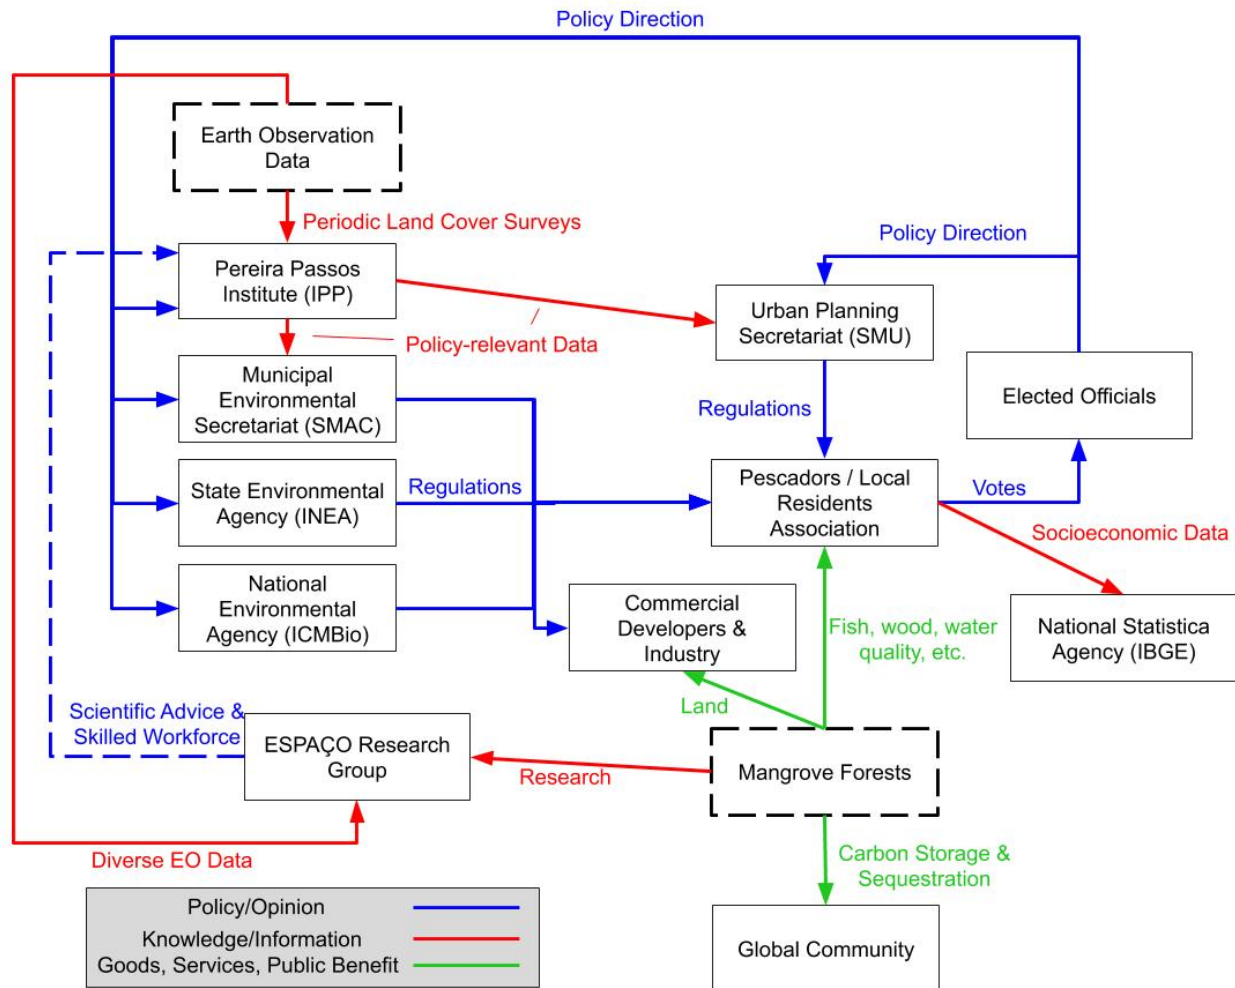 Policy Direction
Earth Observation
Data
Periodic Land Cover Surveys
Policy Direction
Pereira Passos
Institute (IPP)
Urban Planning
Secretariat (SMU)
Policy-relevant Data
Municipal
Environmental
Secretariat (SMAC)
Elected Officials
Regulations
State Environmental
Agency (INEA)
Regulations
Pescadors / Local
Residents
Association
Votes
Socioeconomic Data
National
Environmental
Agency (ICMBio)
Commercial
Developers &
Industry
Fish, wood, water
quality, etc.
National Statistica
Agency (IBGE)
Land
Scientific Advice &
Skilled Workforce
ESPAÇO Research
Group
Research
Mangrove Forests
Diverse EO Data
Carbon Storage &
Sequestration
Global Community
Policy/Opinion
Knowledge/Information
Goods, Services, Public Benefit